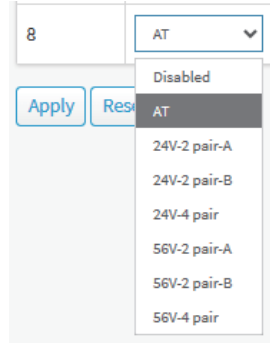 8 AT
Disabled
Apply Res AT
24V-2 pair-A
24V-2 pair-B
24V-4 pair
56V-2 pair-A
56V-2 pair-B
56V-4 pair